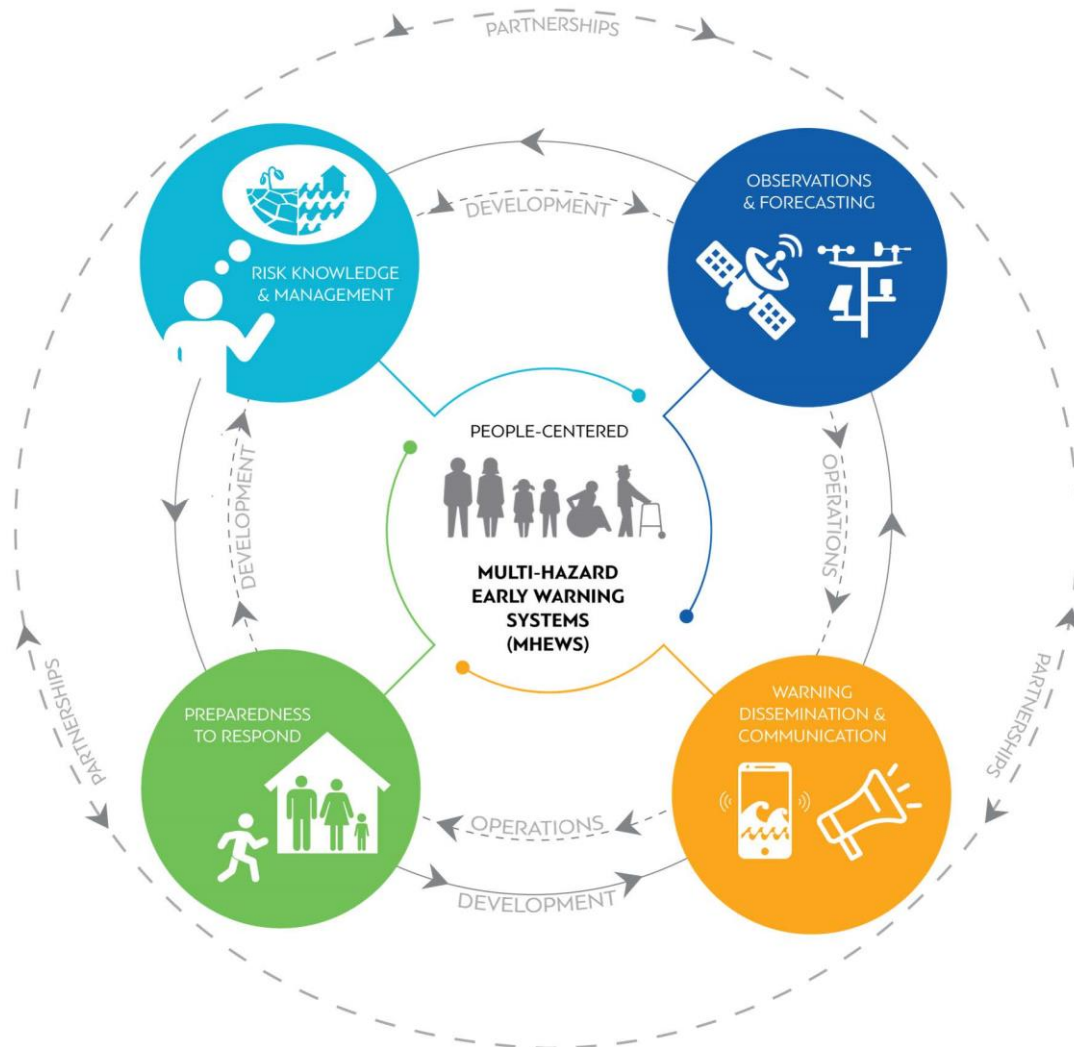 PARTNERSHIPS
OBSERVATIONS
& FORECASTING
DEVELOPMENT
RISK KNOWLEDGE
& MANAGEMENT
PEOPLE-CENTERED
MULTI-HAZARD
EARLY WARNING
SYSTEMS
(MHEWS)
DEVELOPMENT
OPERATIONS
PARTNERSHIPS
PREPAREDNESS
TO RESPOND
WARNING
DISSEMINATION &
COMMUNICATION
PARTNERSHIPS
OPERATIONS
DEVELOPMENT